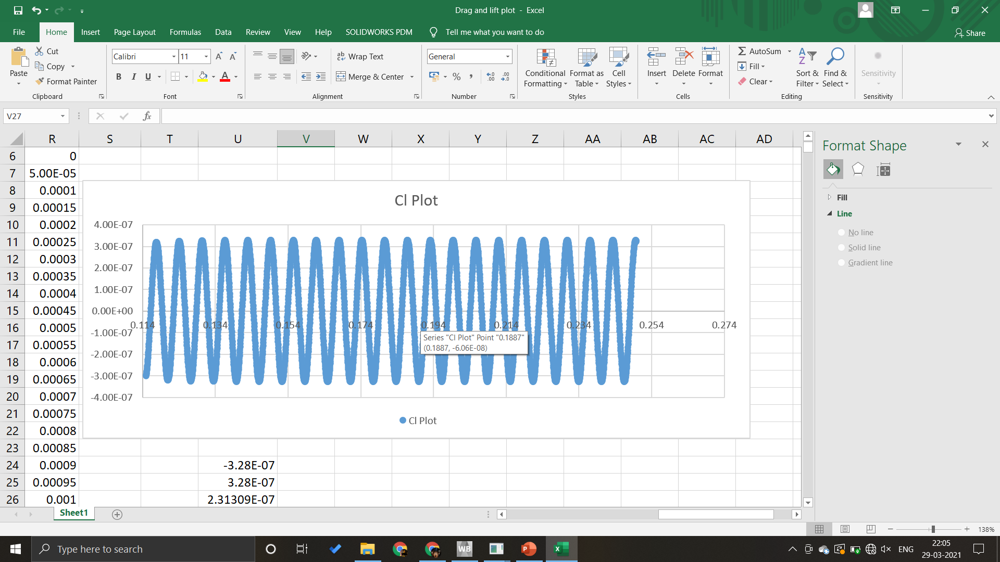 Drag and lift plot - Excel
File Home Insert Page Layout Formulas Data Review View Help SOLIDWORKS PDM Tell me what you want to do Share
Paste
Cut
Copy
Format Painter
Clipboard
Calibri 11
B I U
Font
Wrap Text
Merge & Center
Alignment
General
Number
Conditional Formatting
Format as Table
Cell Styles
Styles
Insert Delete Format
Cells
AutoSum
Fill
Clear
Sort & Filter
Find & Select
Editing
Sensitivity
Sensitivity
V27
fx
R S T U V W X Y Z AA AB AC AD
6 0
7 5.00E-05
8 0.0001
9 0.00015
10 0.0002
11 0.00025
12 0.0003
13 0.00035
14 0.0004
15 0.00045
16 0.0005
17 0.00055
18 0.0006
19 0.00065
20 0.0007
21 0.00075
22 0.0008
23 0.00085
24 0.0009 -3.28E-07
25 0.00095 3.28E-07
26 0.001 2.31309E-07
Cl Plot
4.00E-07
3.00E-07
2.00E-07
1.00E-07
0.00E+00
-1.00E-07
-2.00E-07
-3.00E-07
-4.00E-07
0.114 0.134 0.154 0.174 0.194 0.214 0.234 0.254 0.274
Series "Cl Plot" Point "0.1887"
(0.1887, -6.06E-08)
Cl Plot
Format Shape
Fill
Line
No line
Solid line
Gradient line
Sheet1
138%
Type here to search
WB
ENG
22:05
29-03-2021